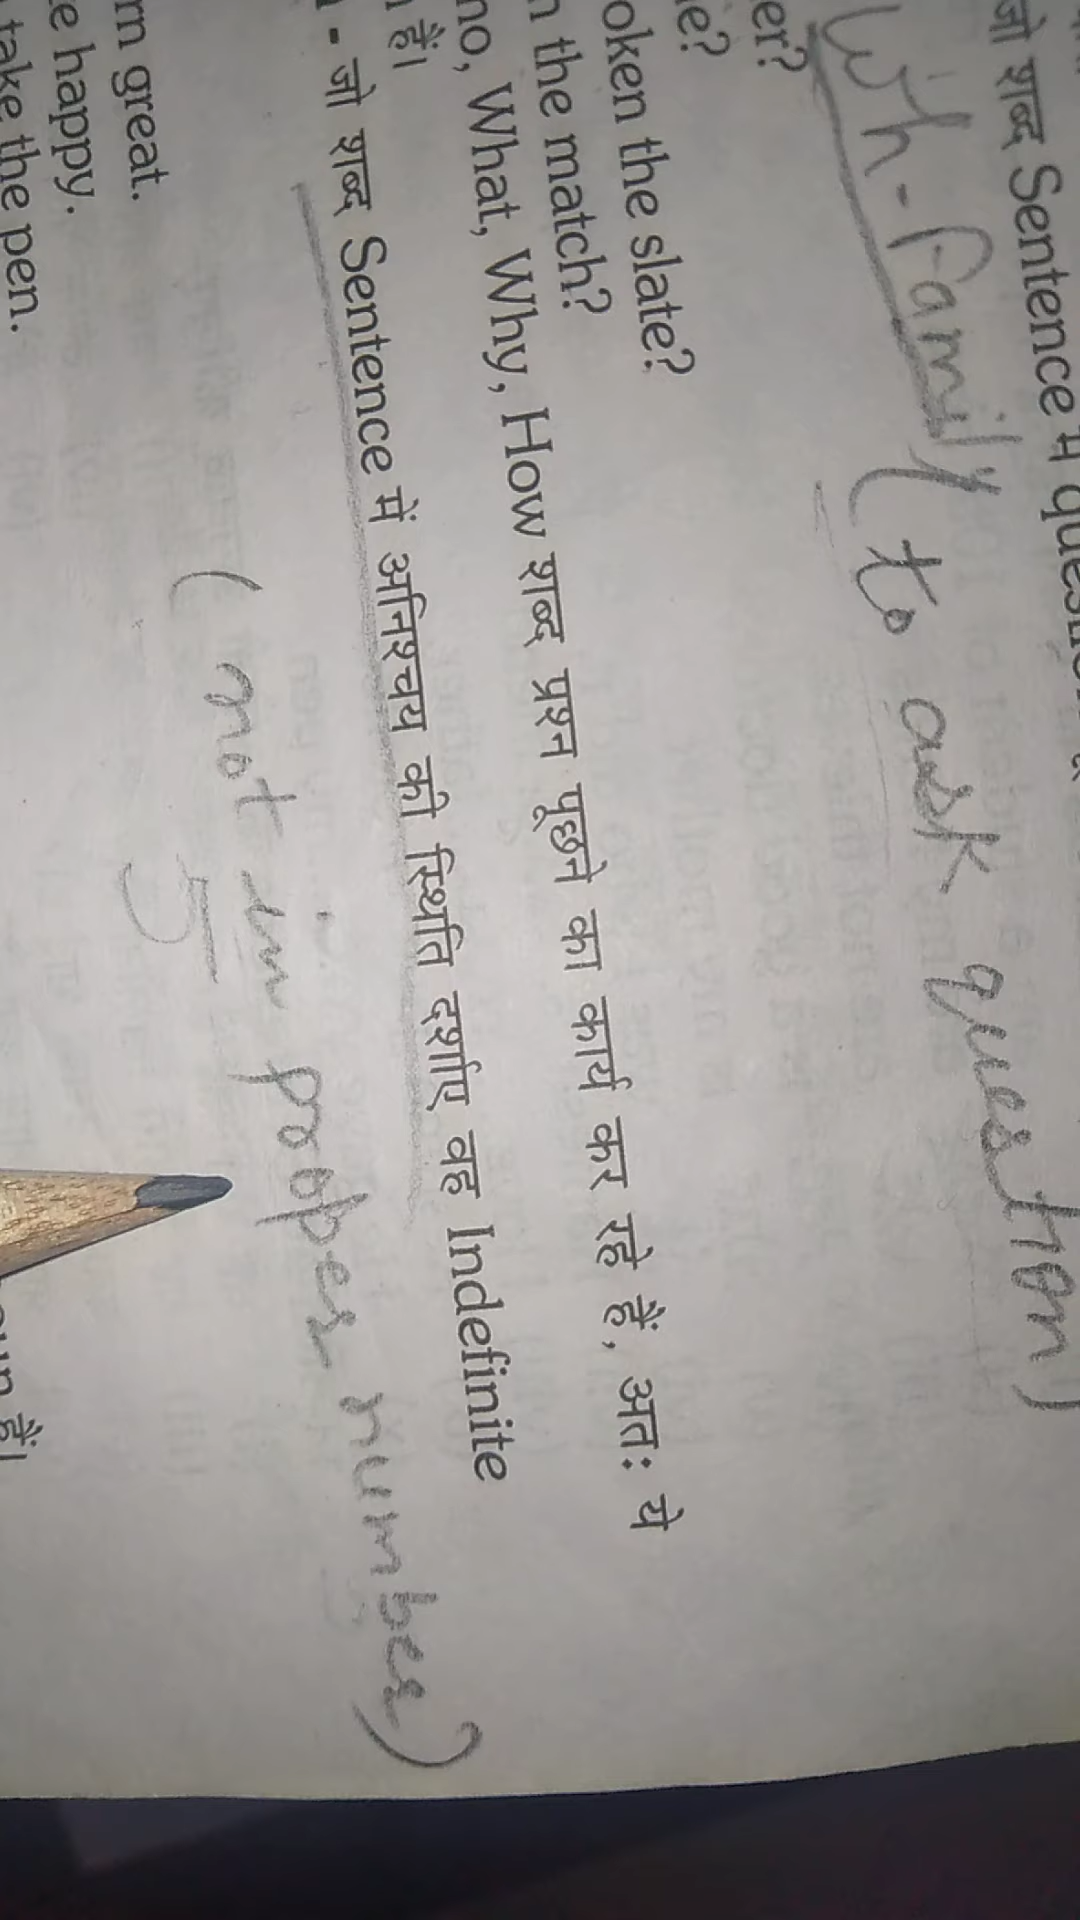 जो शब्द Sentence में
Wh-family (to ask question)
er?
e?
oken the slate?
n the match?
no, What, Why, How शब्द प्रश्न पूछने का कार्य कर रहे हैं, अतः ये
हैं।
- जो शब्द Sentence में अनिश्चय की स्थिति दर्शाए वह Indefinite
(not in proper number)
m great.
e happy.
take the pen.
हैं।